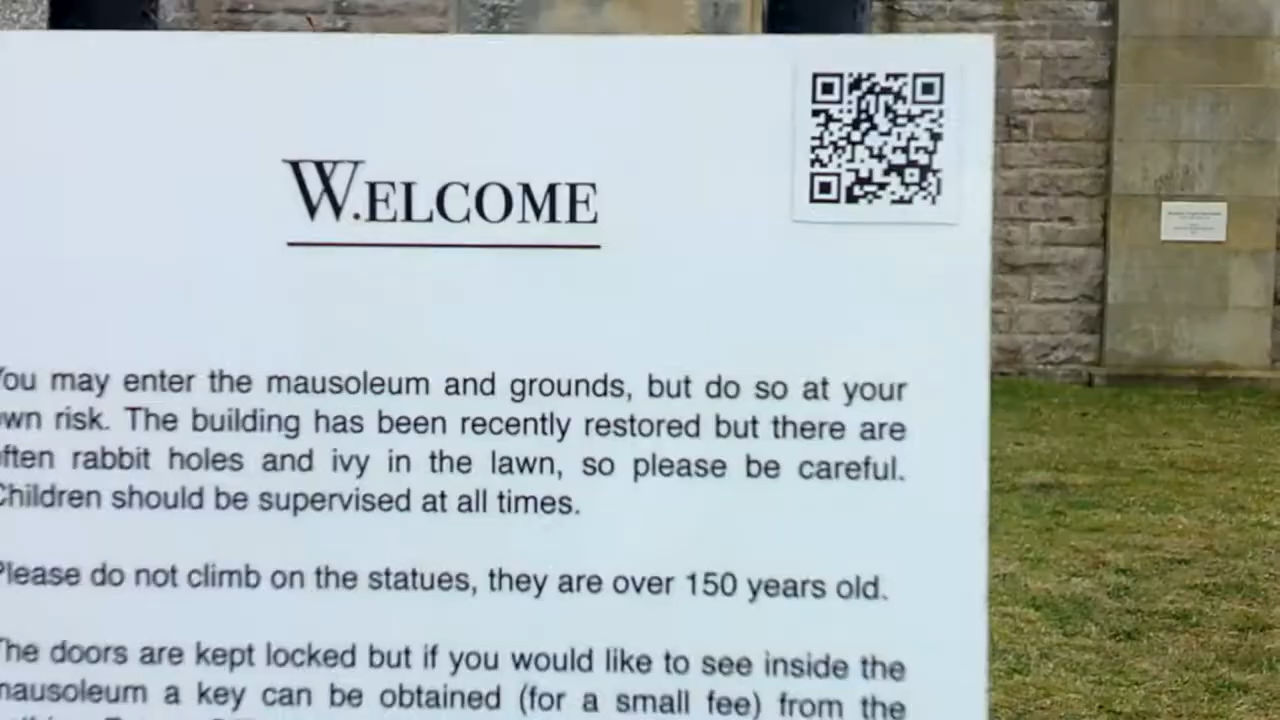 WELCOME
You may enter the mausoleum and grounds, but do so at your
own risk. The building has been recently restored but there are
often rabbit holes and ivy in the lawn, so please be careful.
Children should be supervised at all times.
Please do not climb on the statues, they are over 150 years old.
The doors are kept locked but if you would like to see inside the
mausoleum a key can be obtained (for a small fee) from the